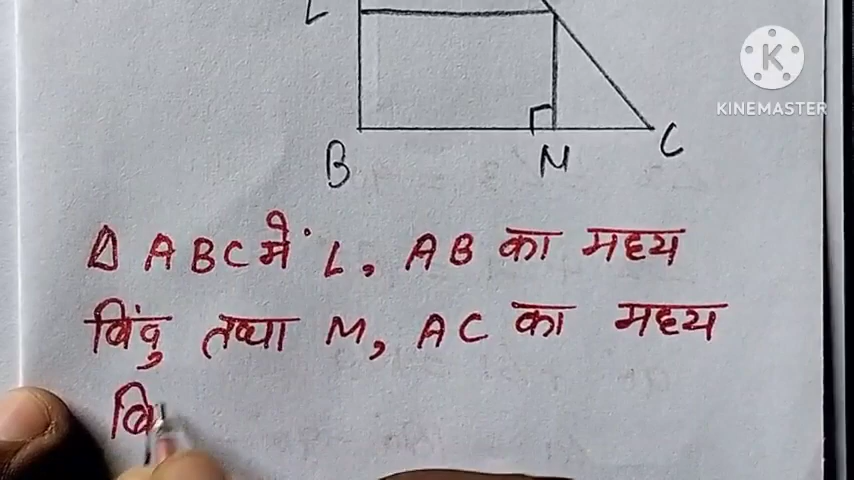 L
B
M
C
K
KINEMASTER
Δ ABC में L, AB का मध्य
बिंदु तथा M, AC का मध्य
बि